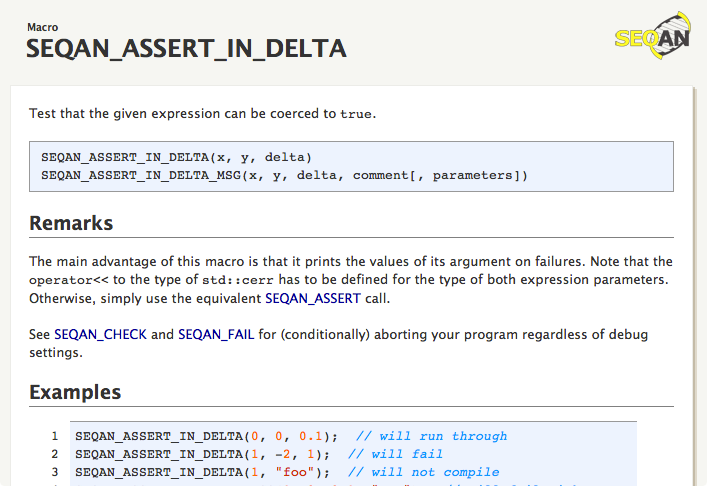 Macro
SEQAN_ASSERT_IN_DELTA
SEQAN
Test that the given expression can be coerced to true.
SEQAN_ASSERT_IN_DELTA(x, y, delta)
SEQAN_ASSERT_IN_DELTA_MSG(x, y, delta, comment[, parameters])
Remarks
The main advantage of this macro is that it prints the values of its argument on failures. Note that the
operator<< to the type of std::cerr has to be defined for the type of both expression parameters.
Otherwise, simply use the equivalent SEQAN_ASSERT call.
See SEQAN_CHECK and SEQAN_FAIL for (conditionally) aborting your program regardless of debug
settings.
Examples
1 SEQAN_ASSERT_IN_DELTA(0, 0, 0.1); // will run through
2 SEQAN_ASSERT_IN_DELTA(1, -2, 1); // will fail
3 SEQAN_ASSERT_IN_DELTA(1, "foo"); // will not compile